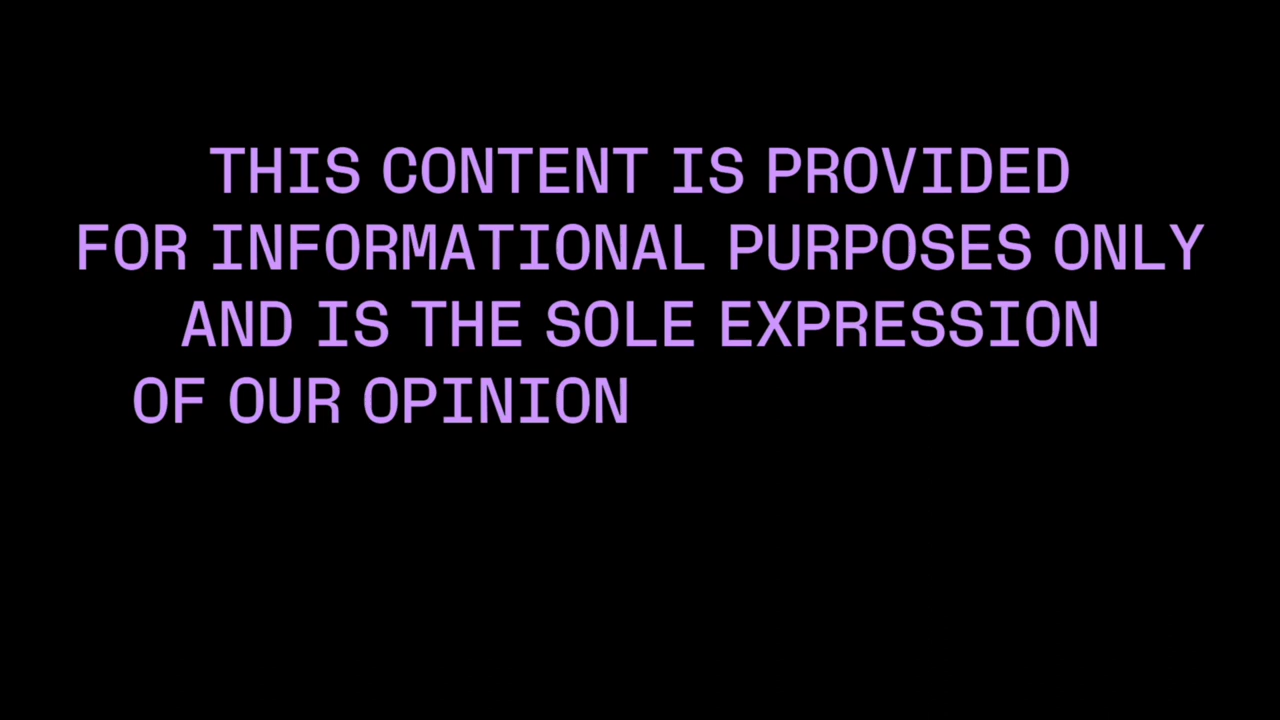 THIS CONTENT IS PROVIDED
FOR INFORMATIONAL PURPOSES ONLY
AND IS THE SOLE EXPRESSION
OF OUR OPINION